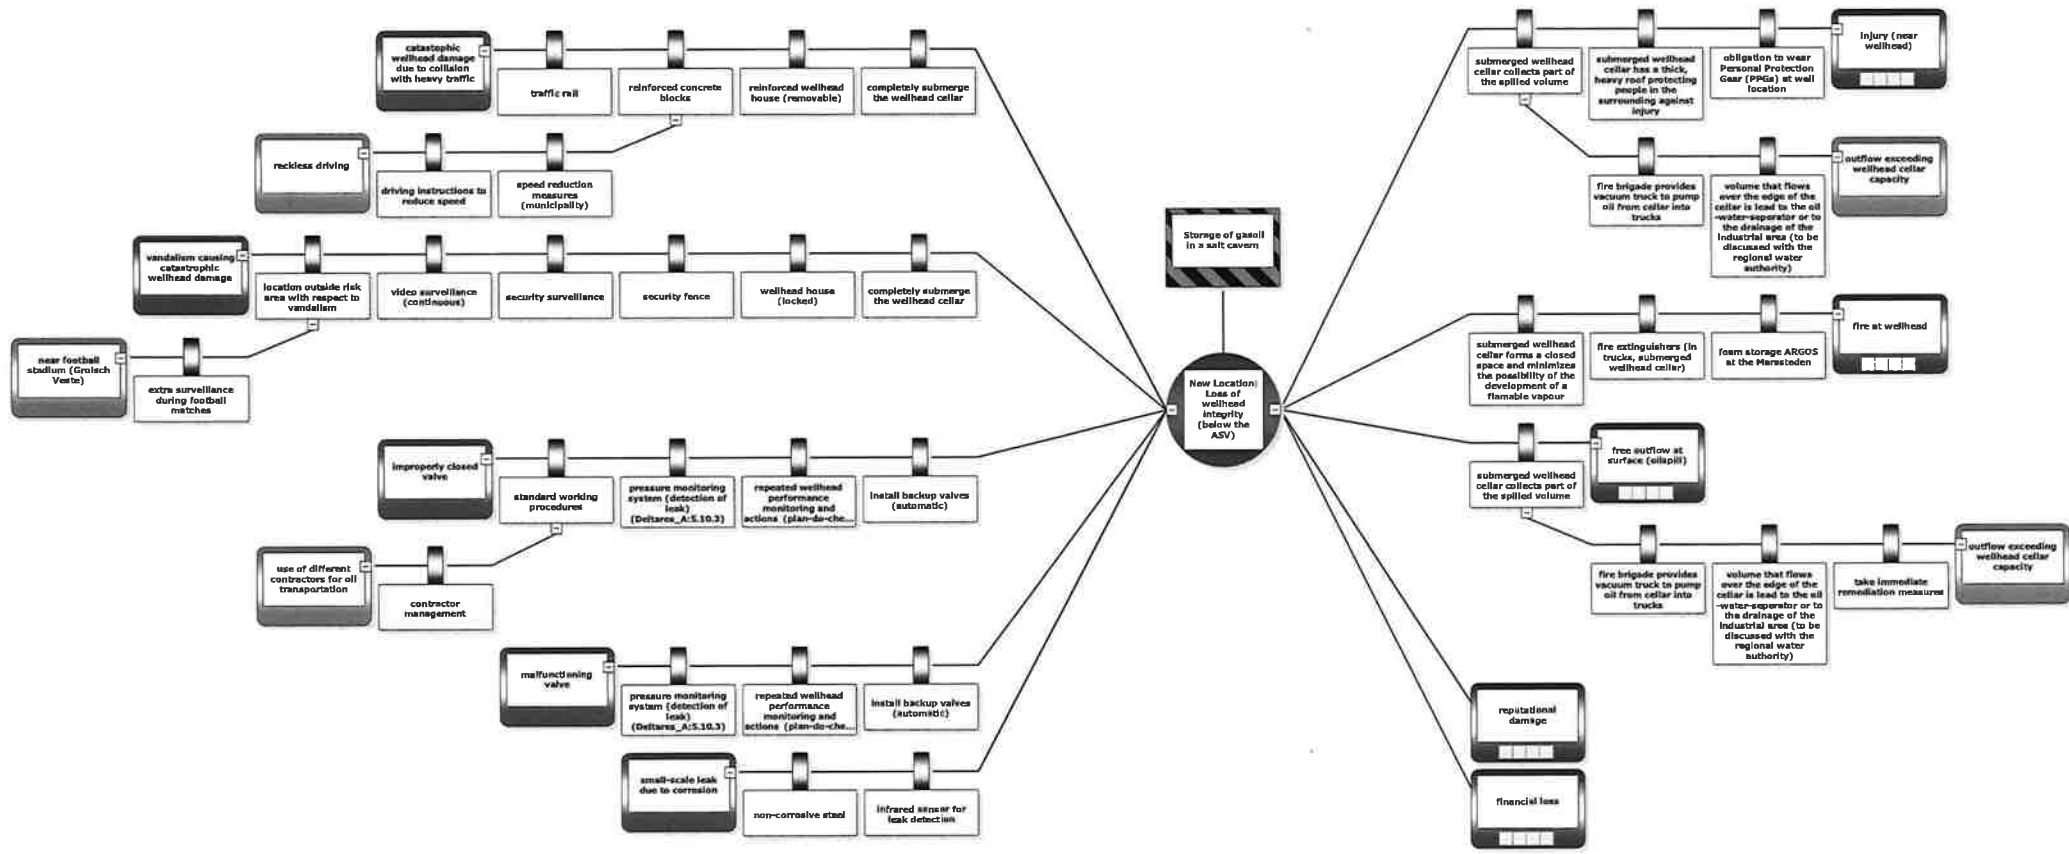 catastophic
wellhead damage
due to collision
with heavy traffic
traffic rail
reinforced concrete
blocks
reinforced wellhead
house (removable)
completely submerge
the wellhead cellar
reckless driving
driving instructions to
reduce speed
speed reduction
measures
(municipality)
vandalism causing
catastrophic
wellhead damage
location outside risk
area with respect to
vandalism
video surveillance
(continuous)
security surveillance
security fence
wellhead house
(locked)
completely submerge
the wellhead cellar
near football
stadium (Grolsch
Veste)
extra surveillance
during football
matches
improperly closed
valve
standard working
procedures
pressure monitoring
system (detection of
leak)
(Deltares_A:5.10.3)
repeated wellhead
performance
monitoring and
actions (plan-do-che...
install backup valves
(automatic)
use of different
contractors for oil
transportation
contractor
management
malfunctioning
valve
pressure monitoring
system (detection of
leak)
(Deltares_A:5.10.3)
repeated wellhead
performance
monitoring and
actions (plan-do-che...
install backup valves
(automatic)
small-scale leak
due to corrosion
non-corrosive steel
infrared sensor for
leak detection
Storage of gasoil
in a salt cavern
New Location:
Loss of
wellhead
integrity
(below the
ASV)
submerged wellhead
cellar collects part of
the spilled volume
submerged wellhead
cellar has a thick,
heavy roof protecting
people in the
surrounding against
injury
obligation to wear
Personal Protection
Gear (PPGs) at well
location
injury (near
wellhead)
fire brigade provides
vacuum truck to pump
oil from cellar into
trucks
volume that flows
over the edge of the
cellar is lead to the oil
-water-seperator or to
the drainage of the
industrial area (to be
discussed with the
regional water
authority)
outflow exceeding
wellhead cellar
capacity
submerged wellhead
cellar forms a closed
space and minimizes
the possibility of the
development of a
flamable vapour
fire extinguishers (in
trucks, submerged
wellhead cellar)
foam storage ARGOS
at the Marssteden
fire at wellhead
submerged wellhead
cellar collects part of
the spilled volume
free outflow at
surface (oilspill)
fire brigade provides
vacuum truck to pump
oil from cellar into
trucks
volume that flows
over the edge of the
cellar is lead to the oil
-water-seperator or to
the drainage of the
industrial area (to be
discussed with the
regional water
authority)
take immediate
remediation measures
outflow exceeding
wellhead cellar
capacity
reputational
damage
financial loss